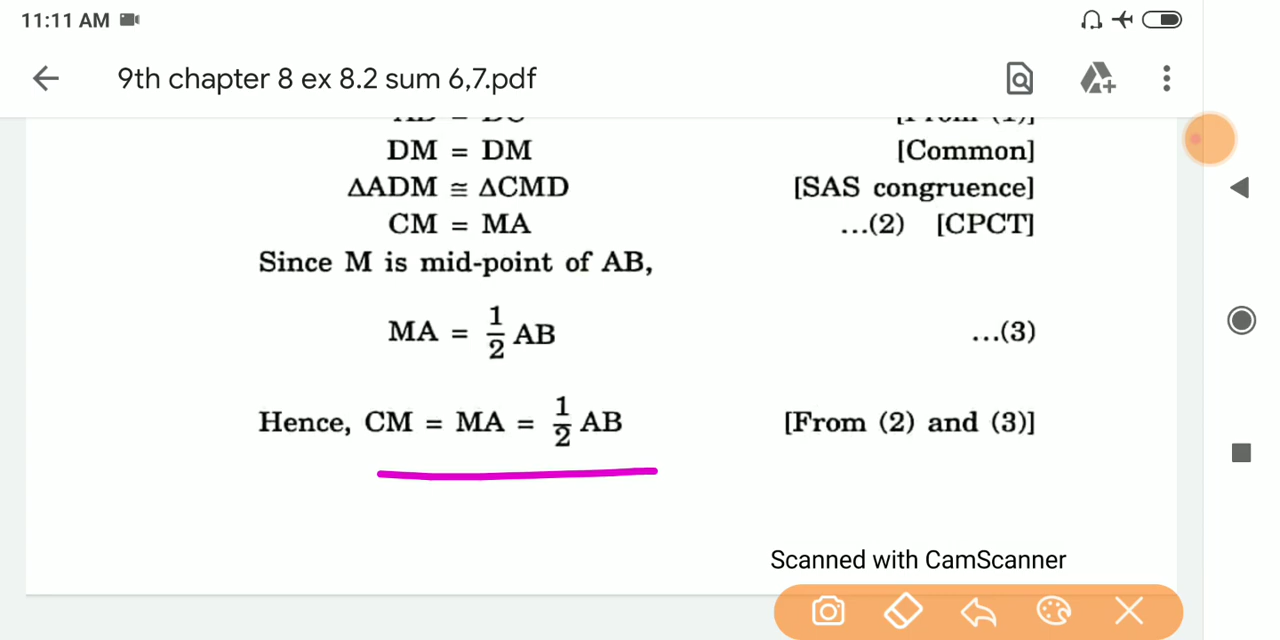 11:11 AM
9th chapter 8 ex 8.2 sum 6,7.pdf
DM = DM [Common]
ΔADM ≅ ΔCMD [SAS congruence]
CM = MA ...(2) [CPCT]
Since M is mid-point of AB,
MA = 1/2 AB ...(3)
Hence, CM = MA = 1/2 AB [From (2) and (3)]
Scanned with CamScanner